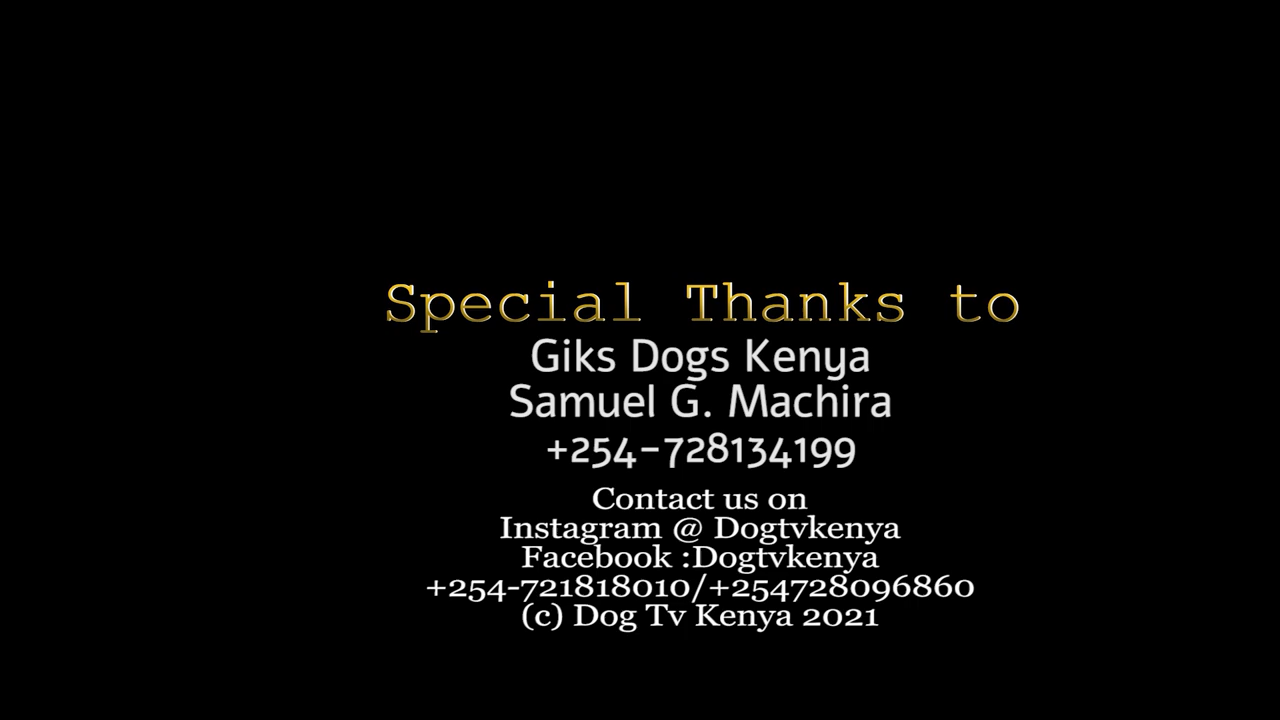 Special Thanks to
Giks Dogs Kenya
Samuel G. Machira
+254-728134199
Contact us on
Instagram @ Dogtvkenya
Facebook :Dogtvkenya
+254-721818010/+254728096860
(c) Dog Tv Kenya 2021